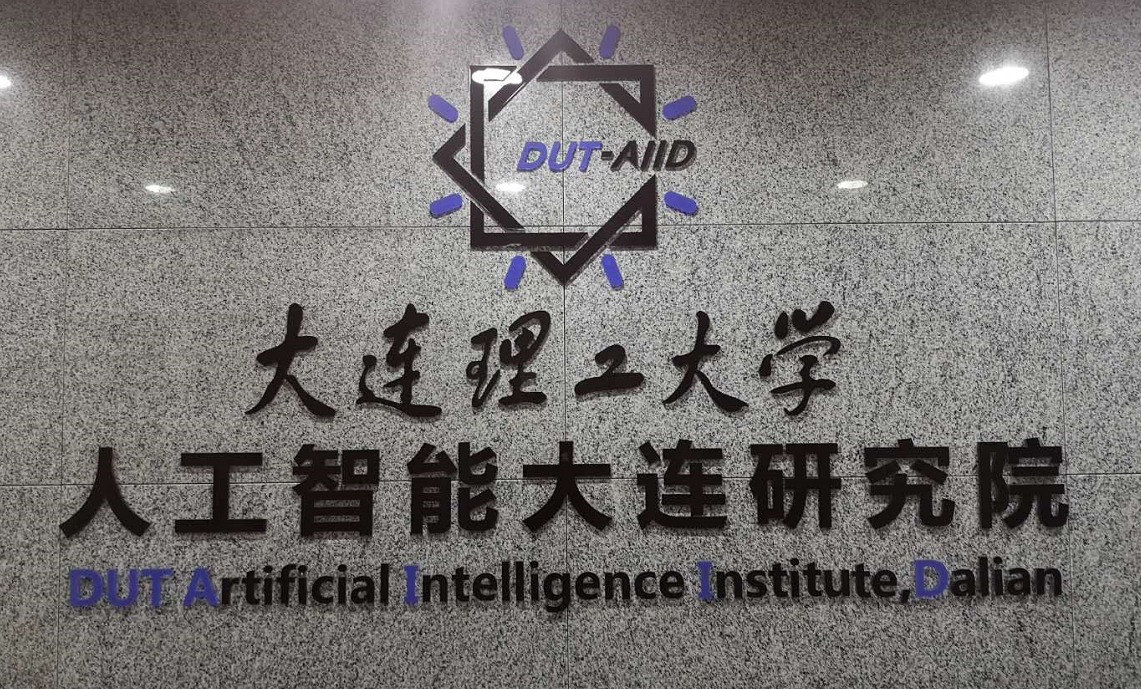 DUT-AIID
大连理工大学
人工智能大连研究院
DUT Artificial Intelligence Institute,Dalian